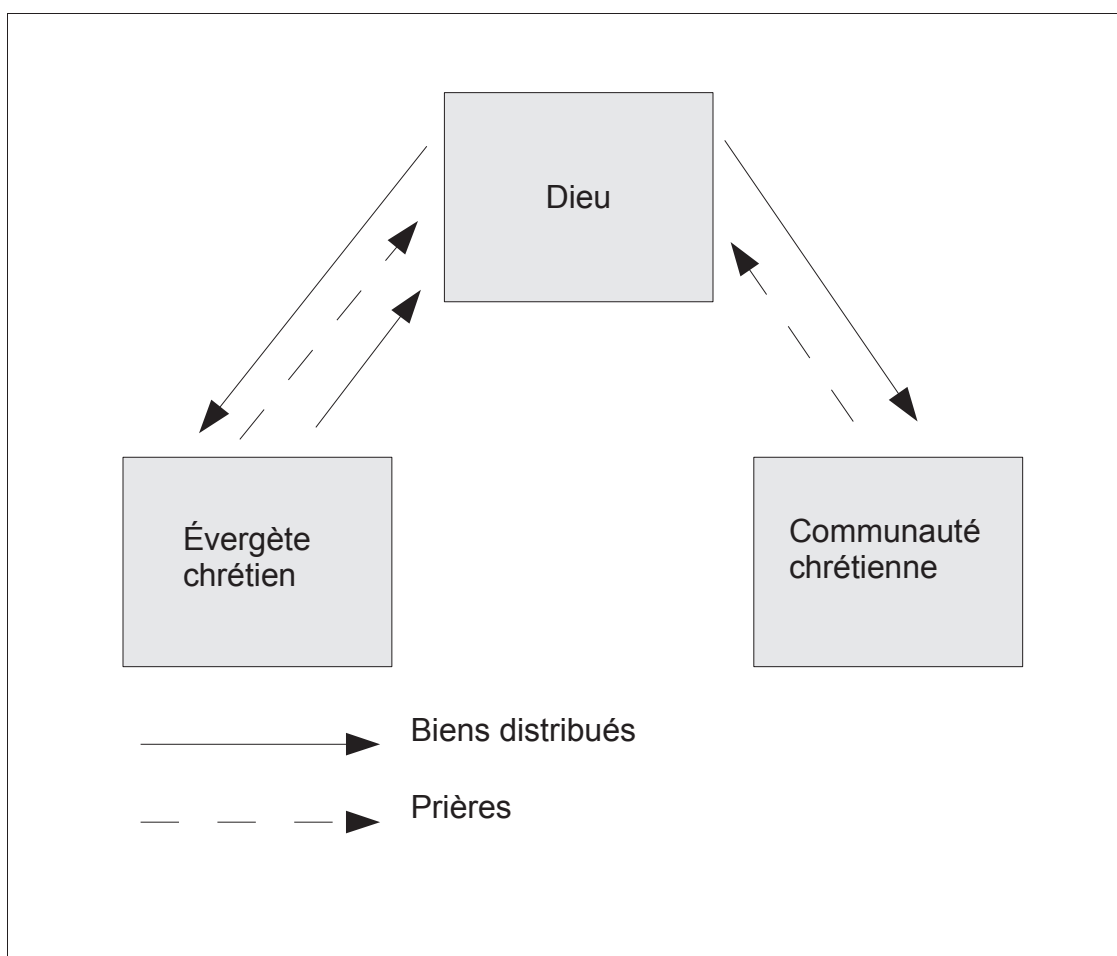 Dieu
Évergète
chrétien
Communauté
chrétienne
Biens distribués
Prières